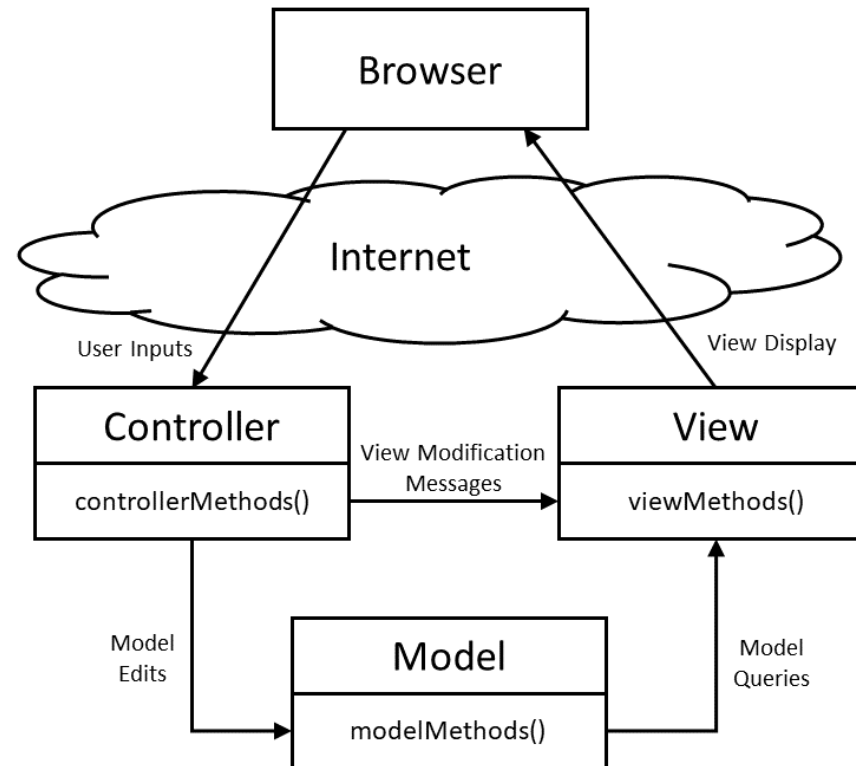 Browser
Internet
User Inputs
View Display
Controller
controllerMethods()
View Modification
Messages
View
viewMethods()
Model
Edits
Model
modelMethods()
Model
Queries